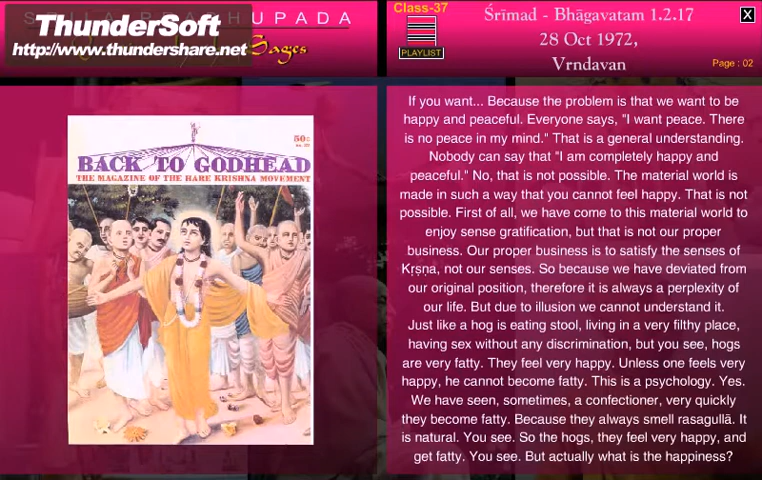 HUPADA
Sages
ThunderSoft
http://www.thundershare.net
Class-37
PLAYLIST
Śrīmad - Bhāgavatam 1.2.17
28 Oct 1972,
Vrndavan
X
Page : 02
50¢
BACK TO GODHEAD
THE MAGAZINE OF THE HARE KRISHNA MOVEMENT
If you want... Because the problem is that we want to be
happy and peaceful. Everyone says, "I want peace. There
is no peace in my mind." That is a general understanding.
Nobody can say that "I am completely happy and
peaceful." No, that is not possible. The material world is
made in such a way that you cannot feel happy. That is not
possible. First of all, we have come to this material world to
enjoy sense gratification, but that is not our proper
business. Our proper business is to satisfy the senses of
Kṛṣṇa, not our senses. So because we have deviated from
our original position, therefore it is always a perplexity of
our life. But due to illusion we cannot understand it.
Just like a hog is eating stool, living in a very filthy place,
having sex without any discrimination, but you see, hogs
are very fatty. They feel very happy. Unless one feels very
happy, he cannot become fatty. This is a psychology. Yes.
We have seen, sometimes, a confectioner, very quickly
they become fatty. Because they always smell rasagullā. It
is natural. You see. So the hogs, they feel very happy, and
get fatty. You see. But actually what is the happiness?